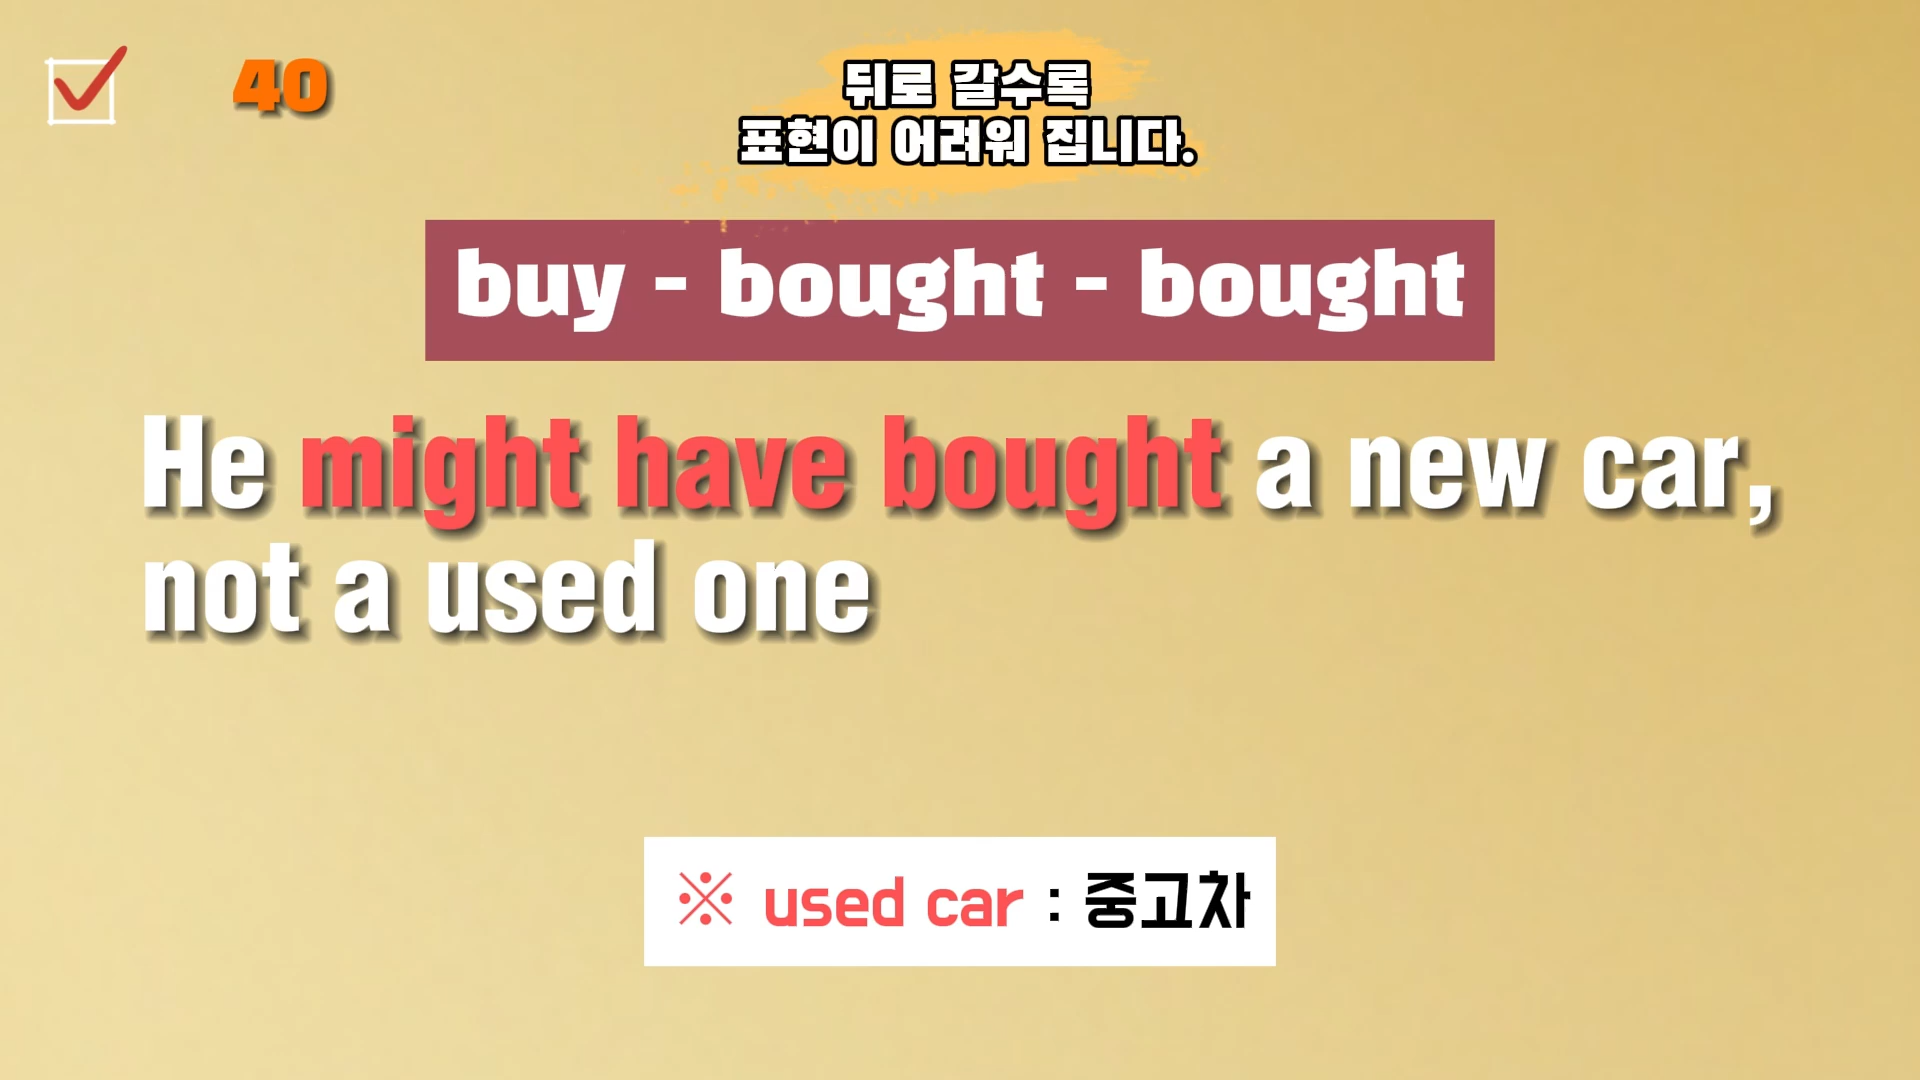 40
뒤로 갈수록
표현이 어려워 집니다.
buy - bought - bought
He might have bought a new car,
not a used one
※ used car : 중고차